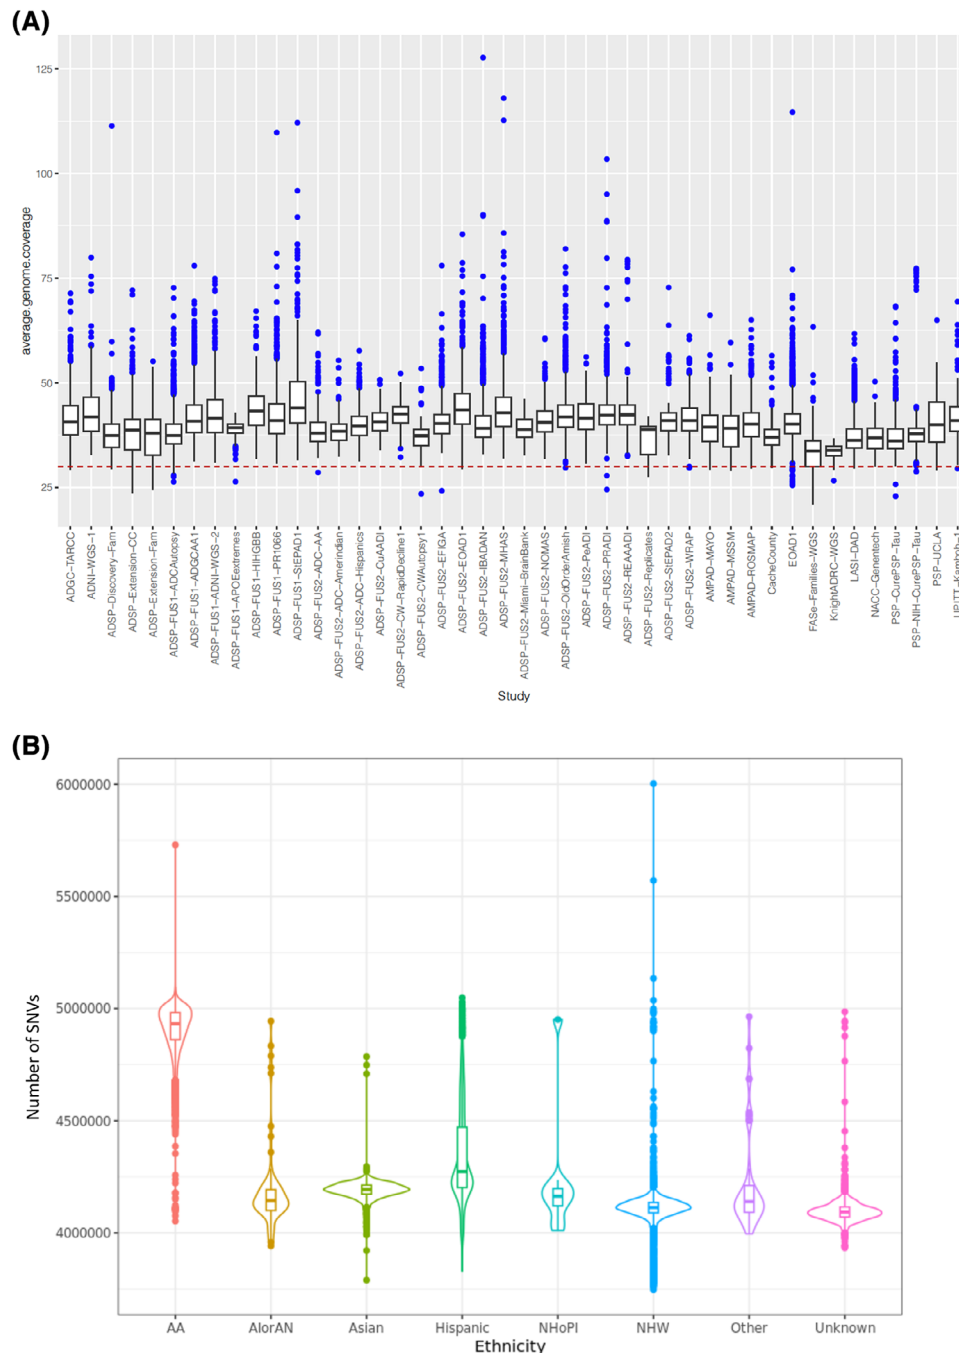 (A)
125
100
75
50
25
average.genome.coverage
ADGC-TARCC
ADNI-WGS-1
ADSP-Discovery-Fam
ADSP-Extension-CC
ADSP-Extension-Fam
ADSP-FUS1-ADCAutopsy
ADSP-FUS1-ADGCAA1
ADSP-FUS1-ADNI-WGS-2
ADSP-FUS1-APOEextremes
ADSP-FUS1-HIHGBB
ADSP-FUS1-PR1066
ADSP-FUS1-StEPAD1
ADSP-FUS2-ADC-AA
ADSP-FUS2-ADC-Amerindian
ADSP-FUS2-ADC-Hispanics
ADSP-FUS2-CuAADI
ADSP-FUS2-CW-RapidDecline1
ADSP-FUS2-CWAutopsy1
ADSP-FUS2-EFIGA
ADSP-FUS2-EOAD1
ADSP-FUS2-IBADAN
ADSP-FUS2-MHAS
ADSP-FUS2-Miami-BrainBank
ADSP-FUS2-NCMAS
ADSP-FUS2-OldOrderAmish
ADSP-FUS2-PeADI
ADSP-FUS2-PRADI
ADSP-FUS2-REAAADI
ADSP-FUS2-Replicates
ADSP-FUS2-StEPAD2
ADSP-FUS2-WRAP
AMPAD-MAYO
AMPAD-MSSM
AMPAD-ROSMAP
CacheCounty
EOAD1
FASe-Families-WGS
KnightADRC-WGS
LASI-DAD
NACC-Genentech
PSP-CurePSP-Tau
PSP-NIH-CurePSP-Tau
PSP-UCLA
Study
(B)
6000000
5500000
5000000
4500000
4000000
Number of SNVs
AA AIorAN Asian Hispanic NHoPI NHW Other Unknown
Ethnicity